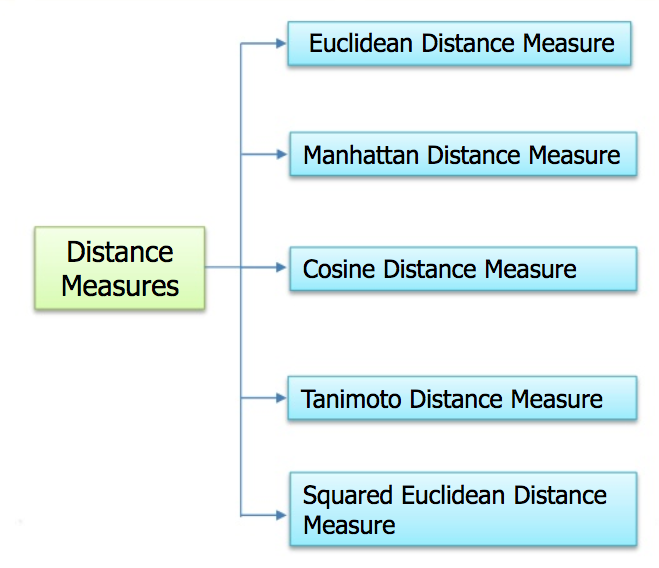 Euclidean Distance Measure
Manhattan Distance Measure
Distance
Measures
Cosine Distance Measure
Tanimoto Distance Measure
Squared Euclidean Distance
Measure